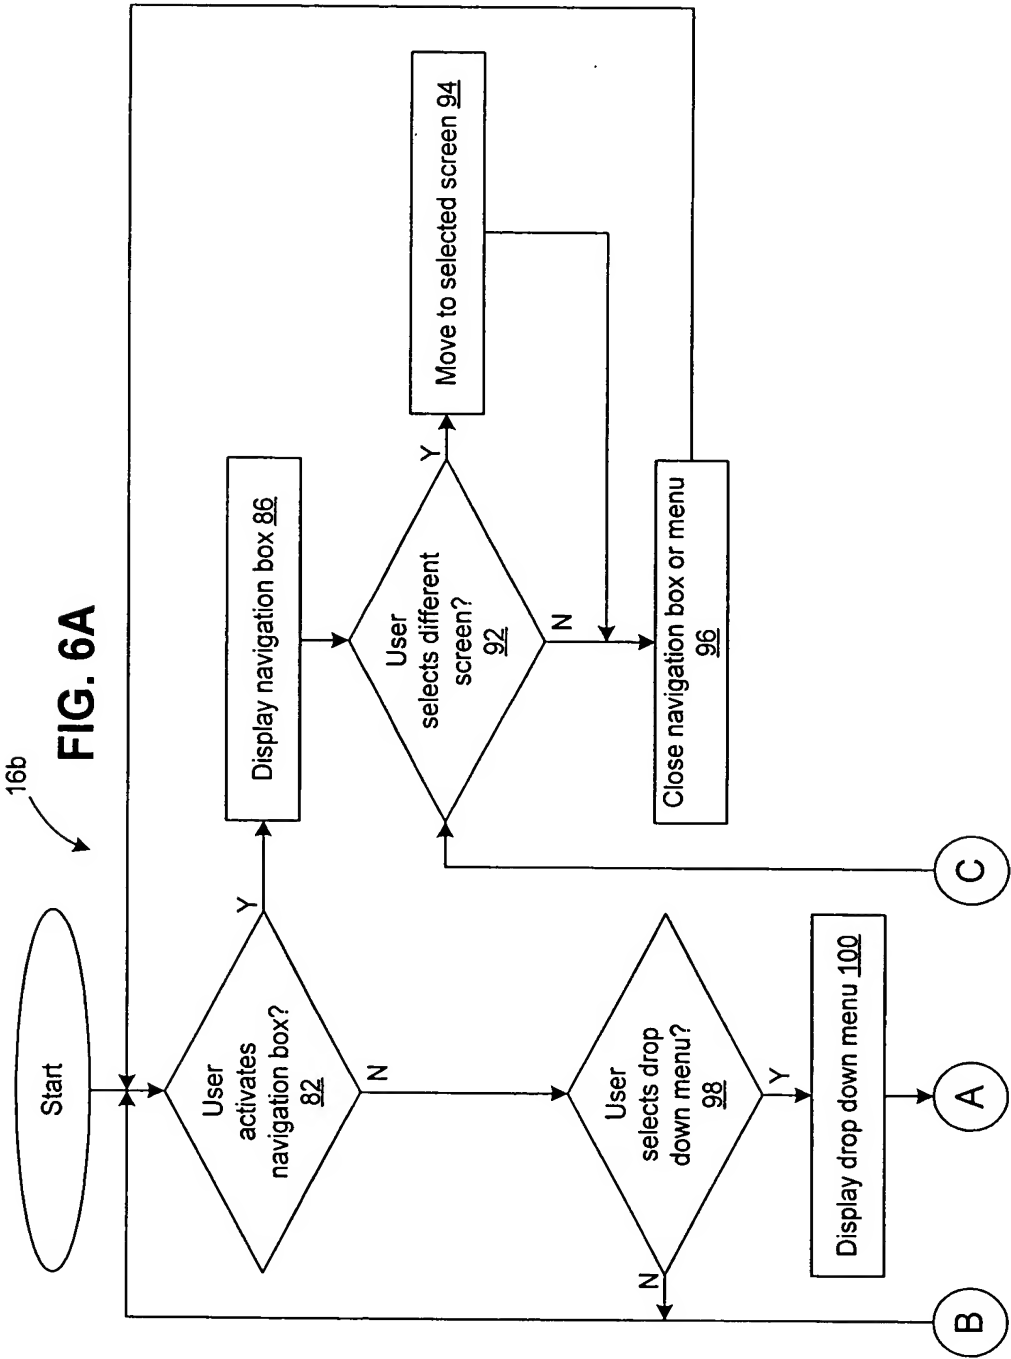 16b
FIG. 6A
Start
User
activates
navigation box?
82
Y
N
Display navigation box 86
User
selects different
screen?
92
Y
N
Move to selected screen 94
Close navigation box or menu
96
User
selects drop
down menu?
98
N
Y
Display drop down menu 100
B
A
C